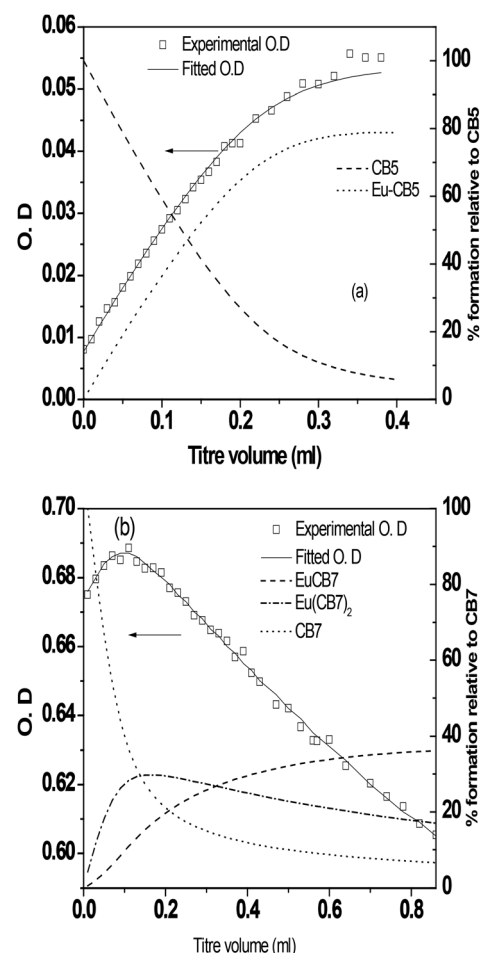 0.06
0.05
0.04
0.03
0.02
0.01
0.00
O. D
Experimental O.D
Fitted O.D
CB5
Eu-CB5
(a)
100
80
60
40
20
0
% formation relative to CB5
0.0 0.1 0.2 0.3 0.4
Titre volume (ml)
0.70
0.68
0.66
0.64
0.62
0.60
O. D
(b)
Experimental O. D
Fitted O. D
EuCB7
Eu(CB7)2
CB7
100
80
60
40
20
0
% formation relative to CB7
0.0 0.2 0.4 0.6 0.8
Titre volume (ml)